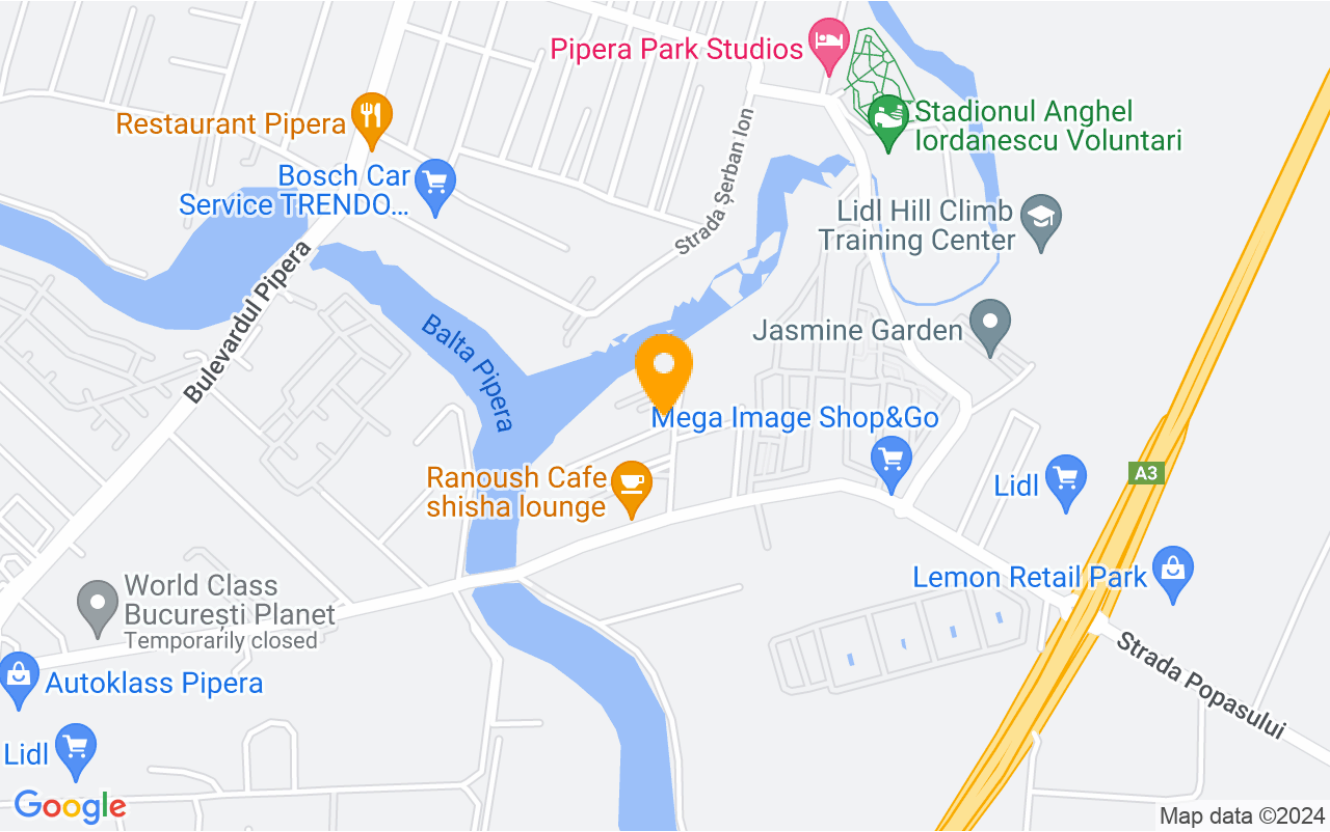 Pipera Park Studios
Restaurant Pipera
Stadionul Anghel
Iordanescu Voluntari
Strada Șerban Ion
Bosch Car
Service TRENDO...
Lidl Hill Climb
Training Center
Bulevardul Pipera
Balta Pipera
Jasmine Garden
Mega Image Shop&Go
Ranoush Cafe
shisha lounge
Lidl
A3
World Class
București Planet
Temporarily closed
Lemon Retail Park
Strada Popasului
Autoklass Pipera
Lidl
Google
Map data ©2024